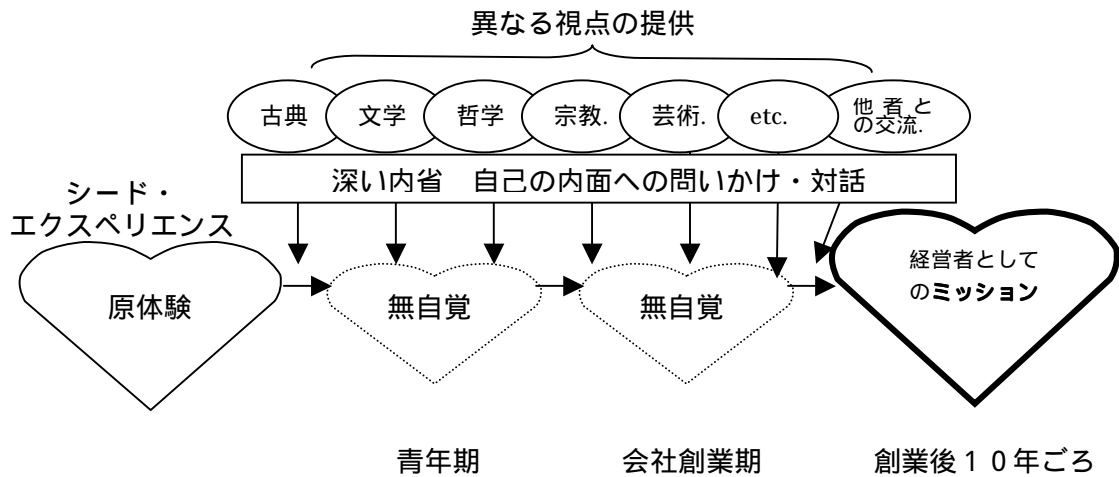 異なる視点の提供
古典
文学
哲学
宗教.
芸術.
etc.
他 者 と
の交流.
深い内省　自己の内面への問いかけ・対話
シード・
エクスペリエンス
原体験
無自覚
無自覚
経営者として
のミッション
青年期
会社創業期
創業後１０年ごろ